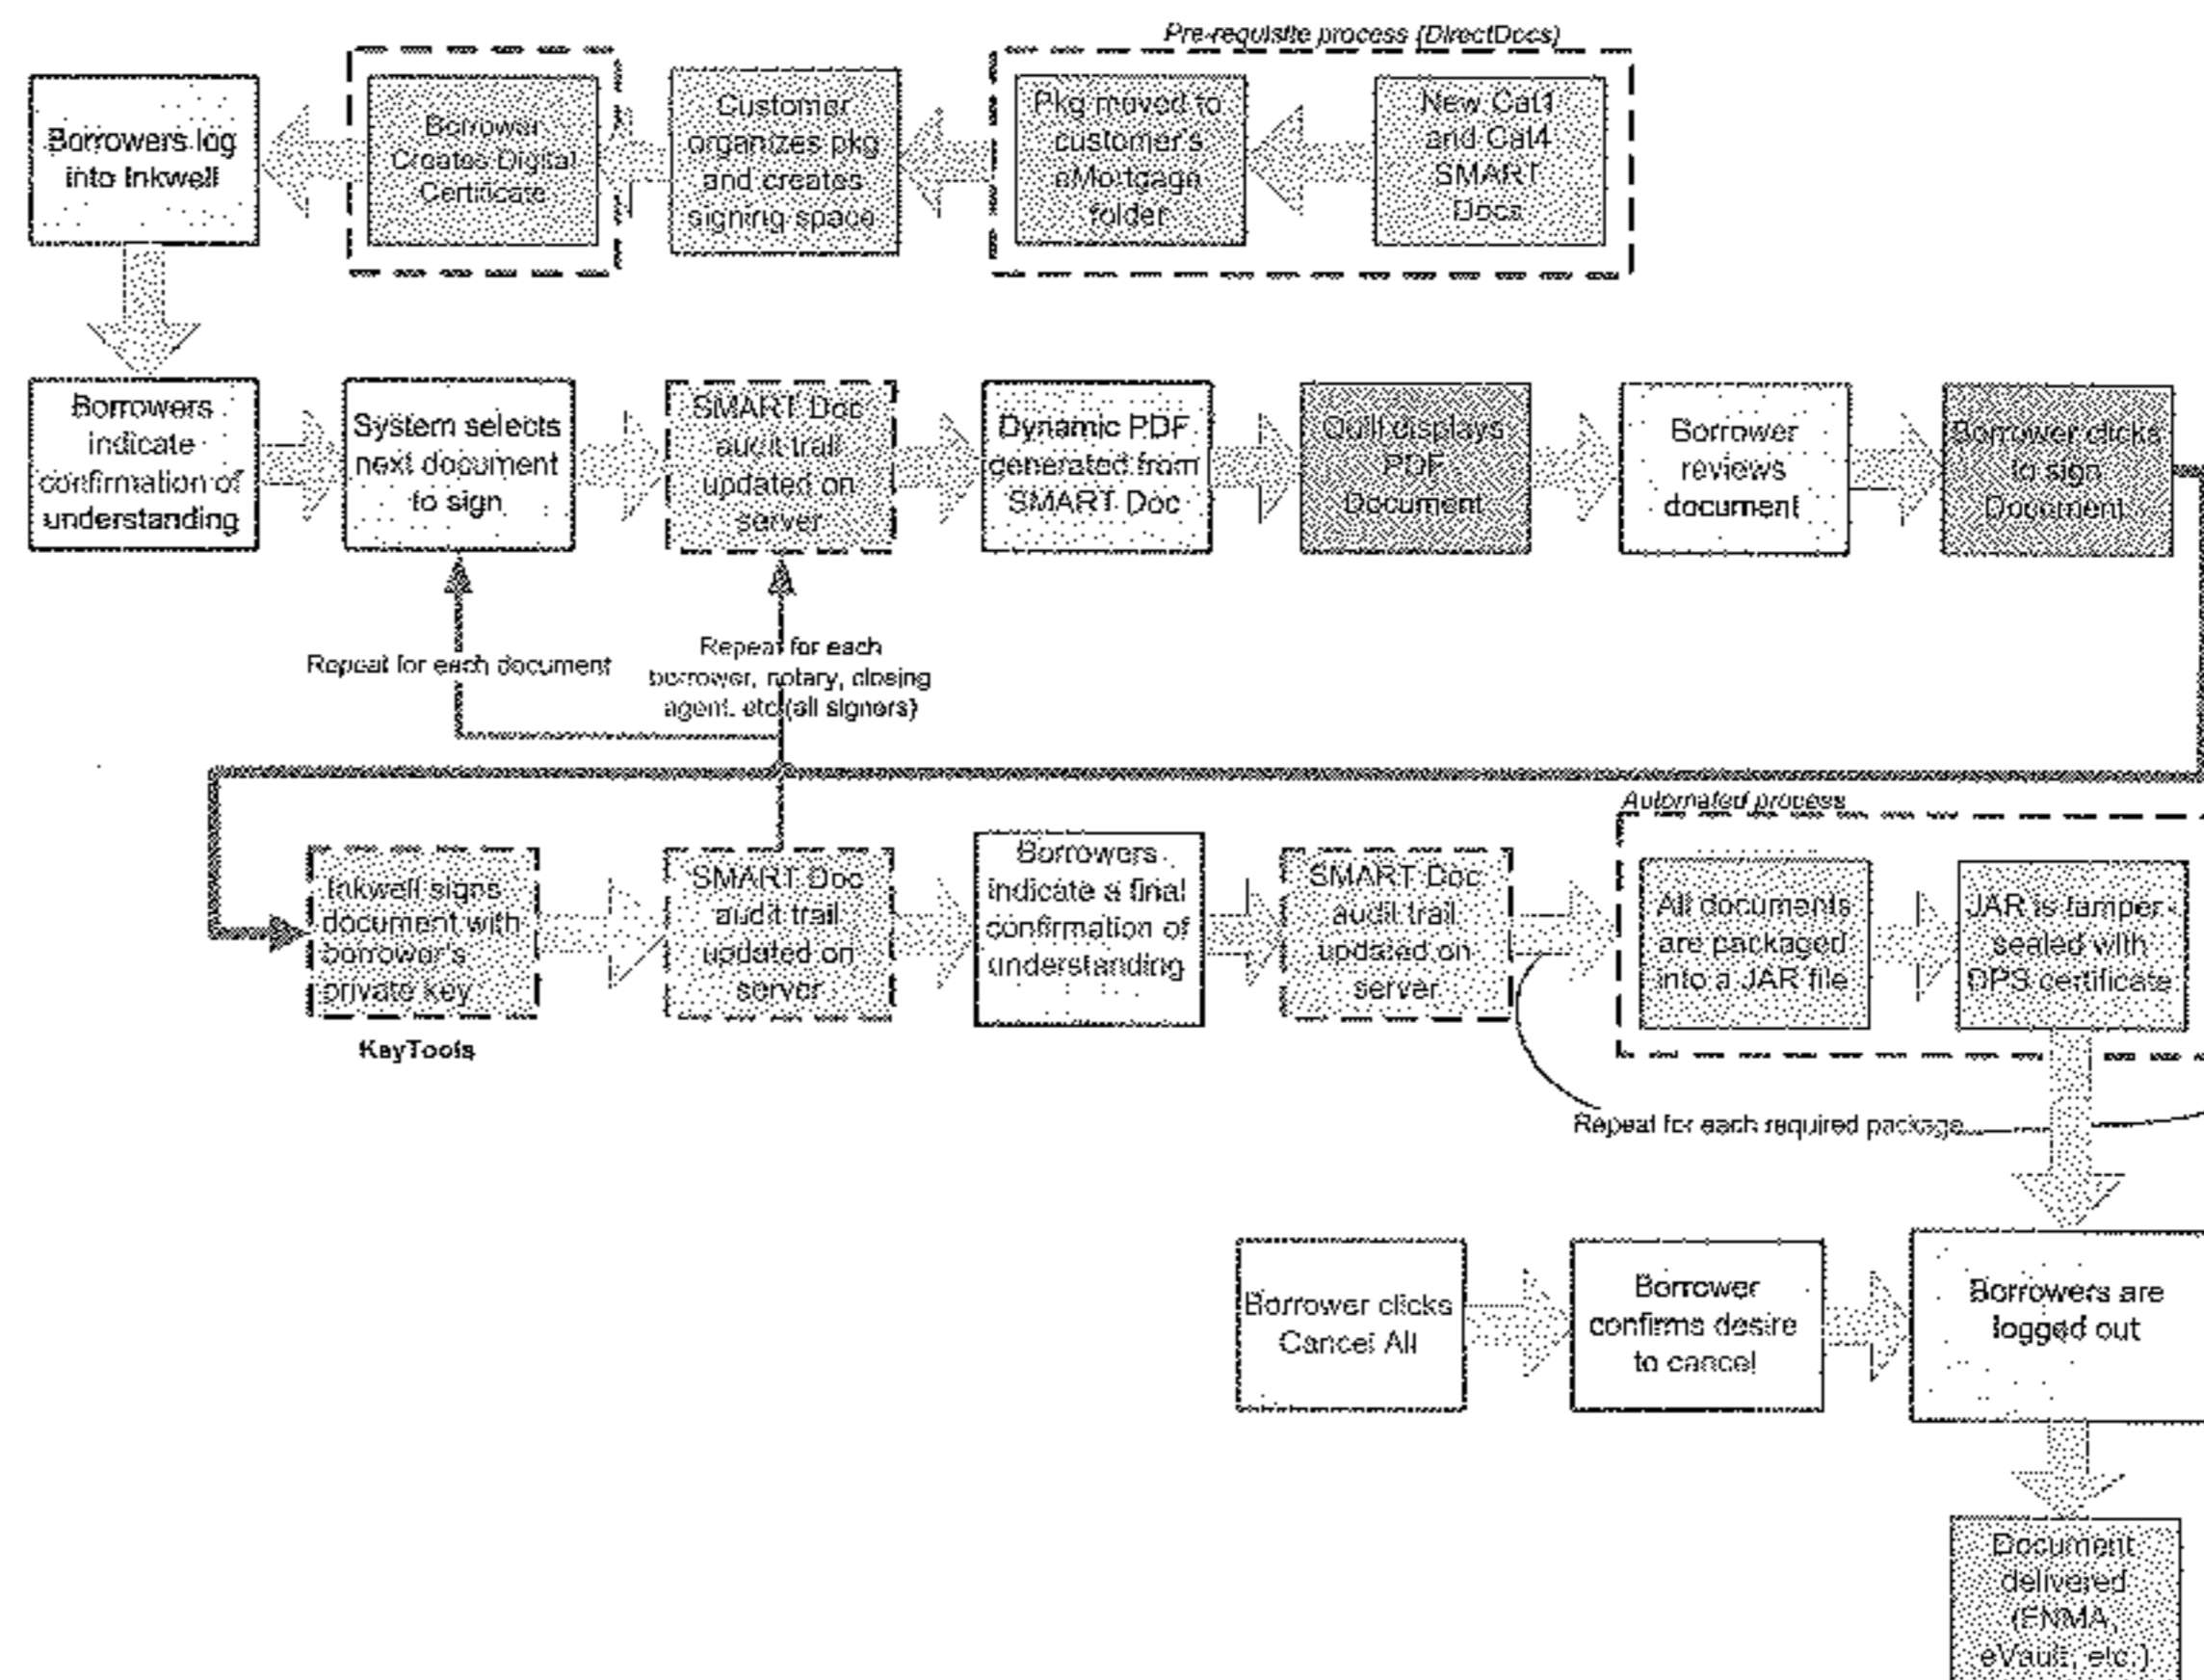 Pre-requisite process (DirectDocs)
Borrowers log
into Inkwell
Borrower
Creates Digital
Certificate
Customer
organizes pkg
and creates
signing space
Pkg moved to
customer's
eMortgage
folder
New Cat1
and Cat4
SMART
Docs
Borrowers
indicate
confirmation of
understanding
System selects
next document
to sign
SMART Doc
audit trail
updated on
server
Dynamic PDF
generated from
SMART Doc
Quill displays
PDF
Document
Borrower
reviews
document
Borrower clicks
to sign
Document
Repeat for each document
Repeat for each
borrower, notary, closing
agent, etc (all signers)
Automated process
Inkwell signs
document with
borrower's
private key
KeyTools
SMART Doc
audit trail
updated on
server
Borrowers
indicate a final
confirmation of
understanding
SMART Doc
audit trail
updated on
server
All documents
are packaged
into a JAR file
JAR is tamper-
sealed with
DPS certificate
Repeat for each required package
Borrower clicks
Cancel All
Borrower
confirms desire
to cancel
Borrowers are
logged out
Document
delivered
(FNMA,
eVault, etc.)